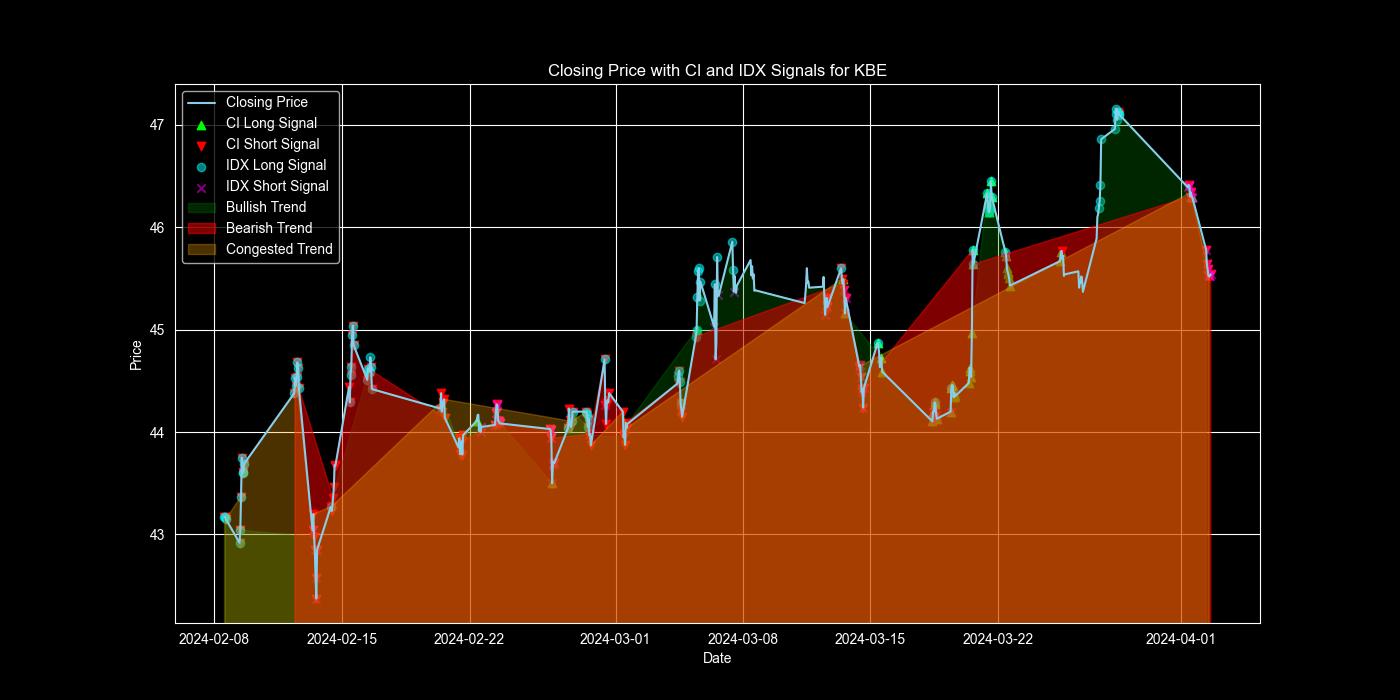 Closing Price with CI and IDX Signals for KBE
Closing Price
CI Long Signal
CI Short Signal
IDX Long Signal
IDX Short Signal
Bullish Trend
Bearish Trend
Congested Trend
47
46
45
44
43
Price
2024-02-08 2024-02-15 2024-02-22 2024-03-01 2024-03-08 2024-03-15 2024-03-22 2024-04-01
Date